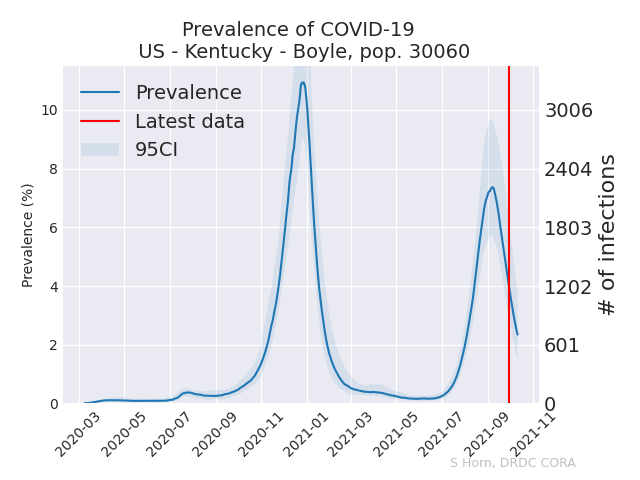 Prevalence of COVID-19
US - Kentucky - Boyle, pop. 30060
Prevalence
Latest data
95CI
Prevalence (%)
10
8
6
4
2
0
3006
2404
1803
1202
601
0
# of infections
2020-03
2020-05
2020-07
2020-09
2020-11
2021-01
2021-03
2021-05
2021-07
2021-09
2021-11
S Horn, DRDC CORA